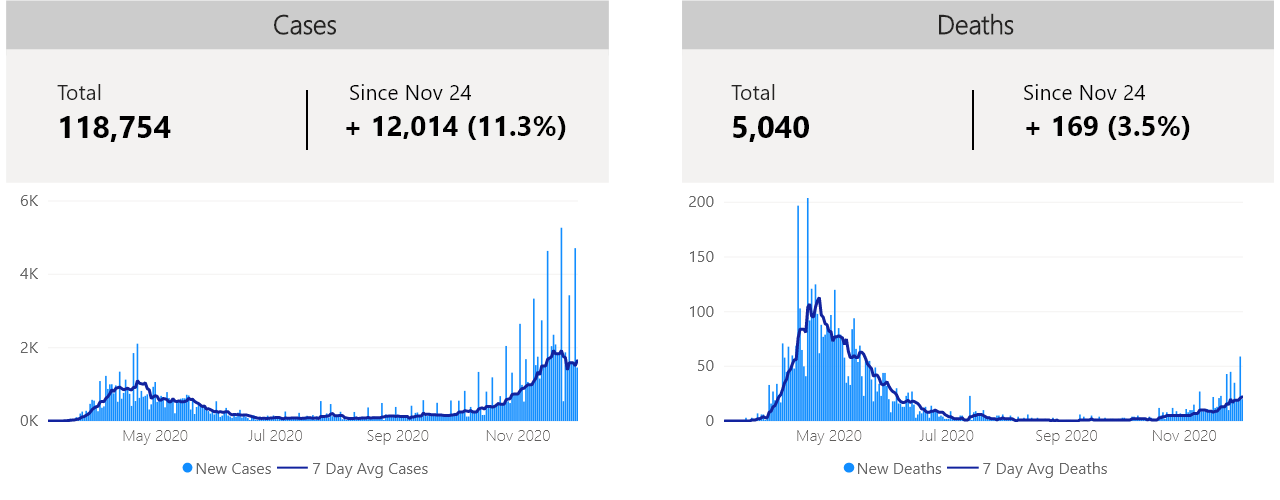 Cases
Total
118,754
Since Nov 24
+ 12,014 (11.3%)
6K
4K
2K
0K
May 2020 Jul 2020 Sep 2020 Nov 2020
New Cases 7 Day Avg Cases
Deaths
Total
5,040
Since Nov 24
+ 169 (3.5%)
200
150
100
50
0
May 2020 Jul 2020 Sep 2020 Nov 2020
New Deaths 7 Day Avg Deaths